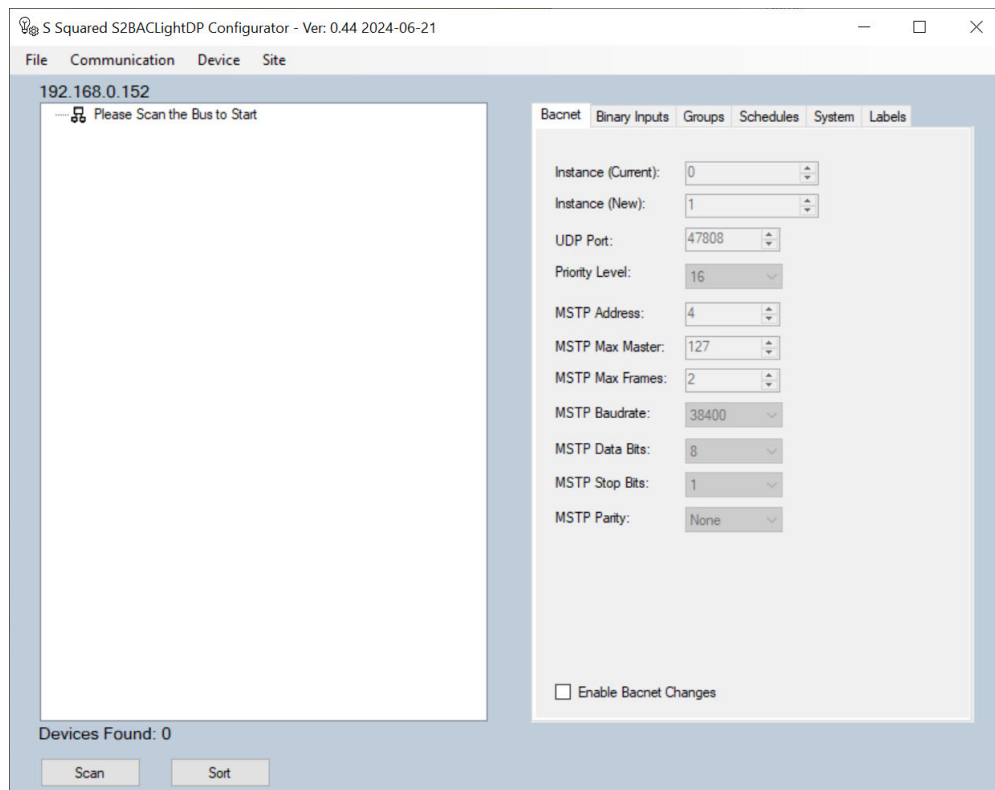 S Squared S2BACLightDP Configurator - Ver: 0.44 2024-06-21
File Communication Device Site
192.168.0.152
Please Scan the Bus to Start
Bacnet Binary Inputs Groups Schedules System Labels
Instance (Current): 0
Instance (New): 1
UDP Port: 47808
Priority Level: 16
MSTP Address: 4
MSTP Max Master: 127
MSTP Max Frames: 2
MSTP Baudrate: 38400
MSTP Data Bits: 8
MSTP Stop Bits: 1
MSTP Parity: None
Enable Bacnet Changes
Devices Found: 0
Scan Sort